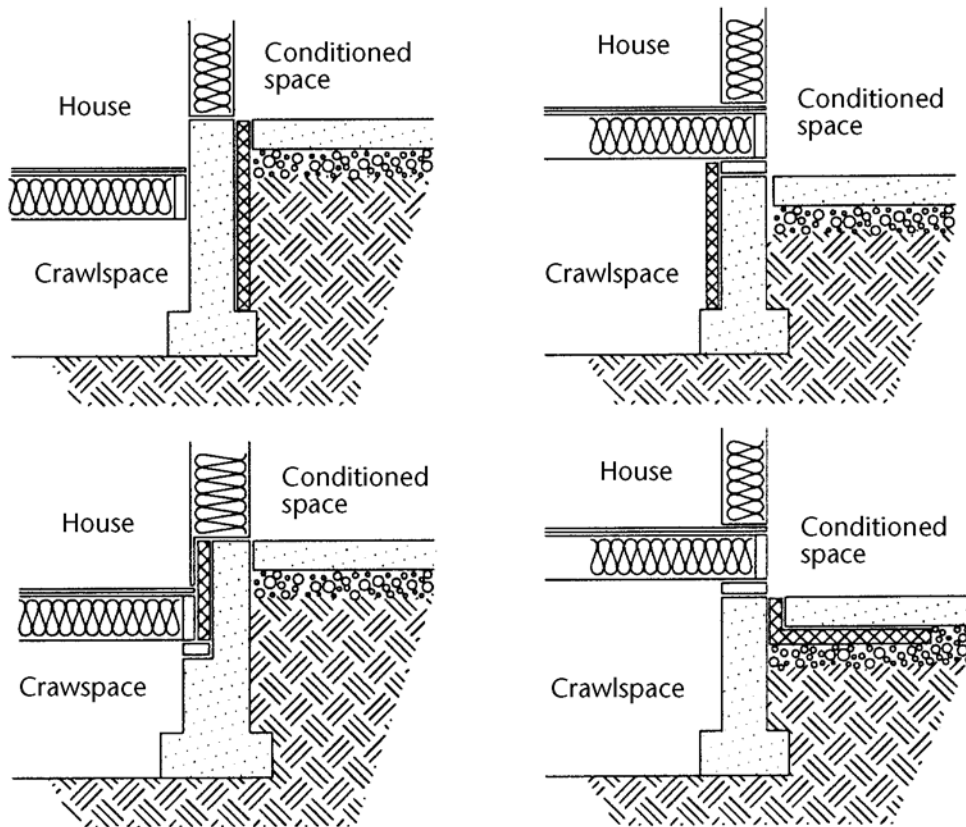 Conditioned
space
House
Crawlspace
House
Conditioned
space
Crawlspace
Conditioned
space
House
Crawspace
House
Conditioned
space
Crawlspace